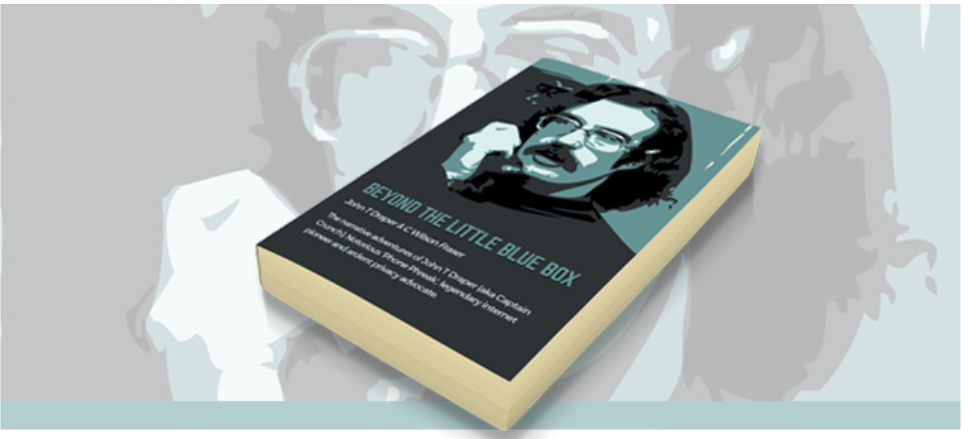 BEYOND THE LITTLE BLUE BOX
John T Draper & C Wilson Fraser
The narrative adventures of John T Draper (aka Captain
Crunch). Notorious 'Phone Phreak', legendary internet
pioneer and ardent privacy advocate.